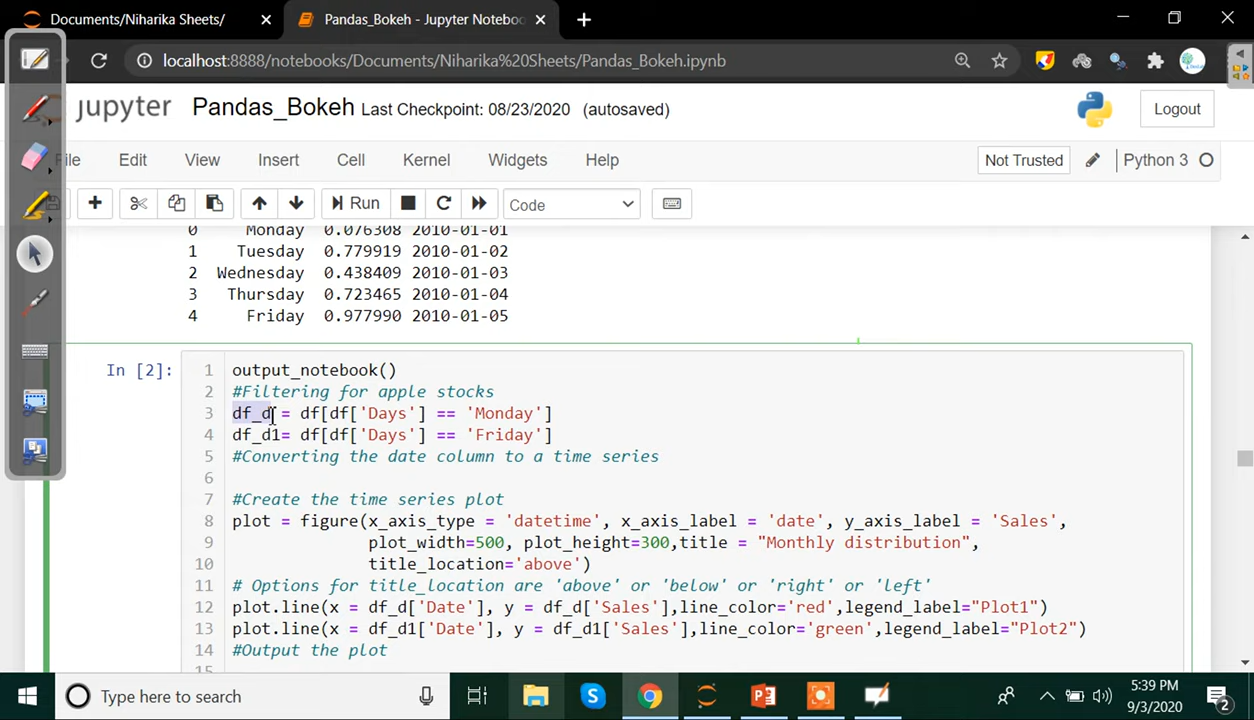 Documents/Niharika Sheets/
Pandas_Bokeh - Jupyter Notebo
localhost:8888/notebooks/Documents/Niharika%20Sheets/Pandas_Bokeh.ipynb
jupyter Pandas_Bokeh Last Checkpoint: 08/23/2020 (autosaved)
Logout
File Edit View Insert Cell Kernel Widgets Help
Not Trusted
Python 3
Run
Code
0 Monday 0.076308 2010-01-01
1 Tuesday 0.779919 2010-01-02
2 Wednesday 0.438409 2010-01-03
3 Thursday 0.723465 2010-01-04
4 Friday 0.977990 2010-01-05
In [2]:
1 output_notebook()
2 #Filtering for apple stocks
3 df_d = df[df['Days'] == 'Monday']
4 df_d1= df[df['Days'] == 'Friday']
5 #Converting the date column to a time series
6
7 #Create the time series plot
8 plot = figure(x_axis_type = 'datetime', x_axis_label = 'date', y_axis_label = 'Sales',
9 plot_width=500, plot_height=300,title = "Monthly distribution",
10 title_location='above')
11 # Options for title_location are 'above' or 'below' or 'right' or 'left'
12 plot.line(x = df_d['Date'], y = df_d['Sales'],line_color='red',legend_label="Plot1")
13 plot.line(x = df_d1['Date'], y = df_d1['Sales'],line_color='green',legend_label="Plot2")
14 #Output the plot
15
Type here to search
5:39 PM
9/3/2020
2